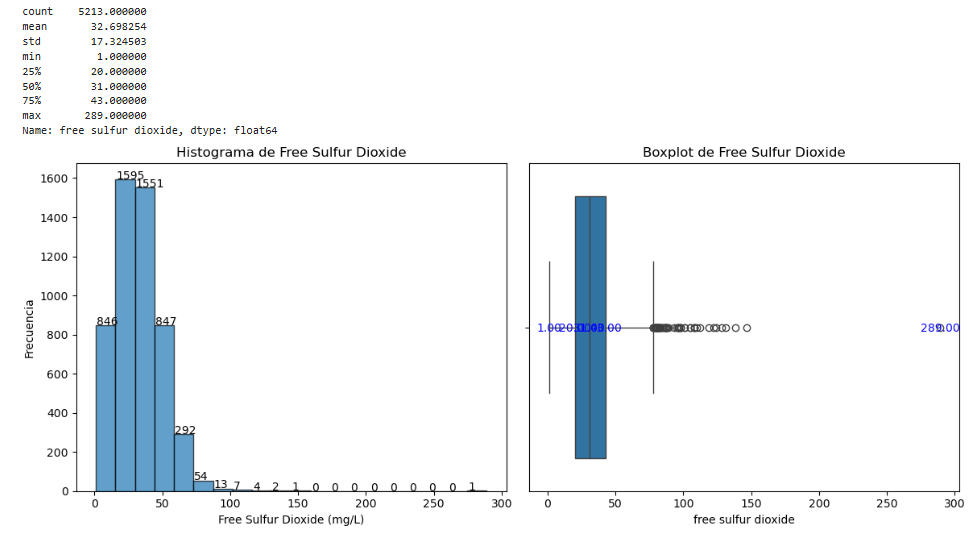 count 5213.000000
mean 32.698254
std 17.324503
min 1.000000
25% 20.000000
50% 31.000000
75% 43.000000
max 289.000000
Name: free sulfur dioxide, dtype: float64
Histograma de Free Sulfur Dioxide
Frecuencia
1600
1400
1200
1000
800
600
400
200
0
846
1595
1551
847
292
54
13
7
4
2
1
0
0
0
0
0
0
0
0
1
0 50 100 150 200 250 300
Free Sulfur Dioxide (mg/L)
Boxplot de Free Sulfur Dioxide
1.00
289.00
0 50 100 150 200 250 300
free sulfur dioxide